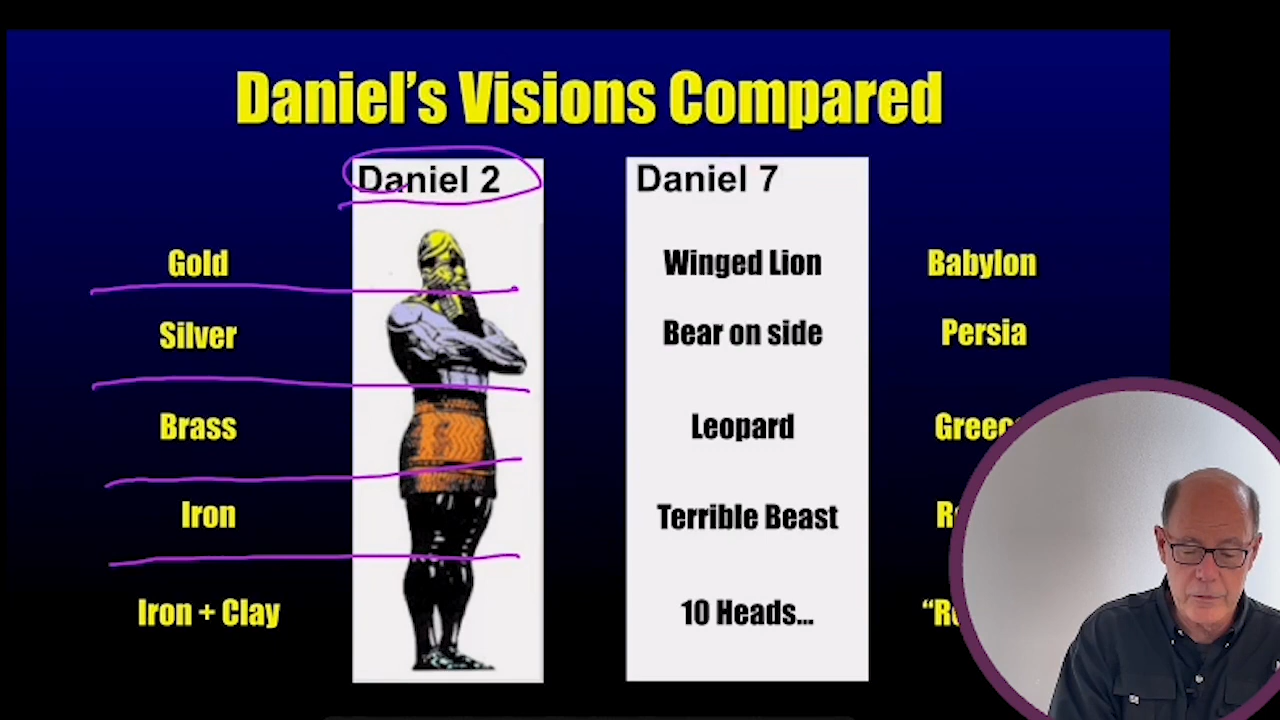 Daniel's Visions Compared
Daniel 2
Daniel 7
Gold
Winged Lion
Babylon
Silver
Bear on side
Persia
Brass
Leopard
Iron
Terrible Beast
Iron + Clay
10 Heads...